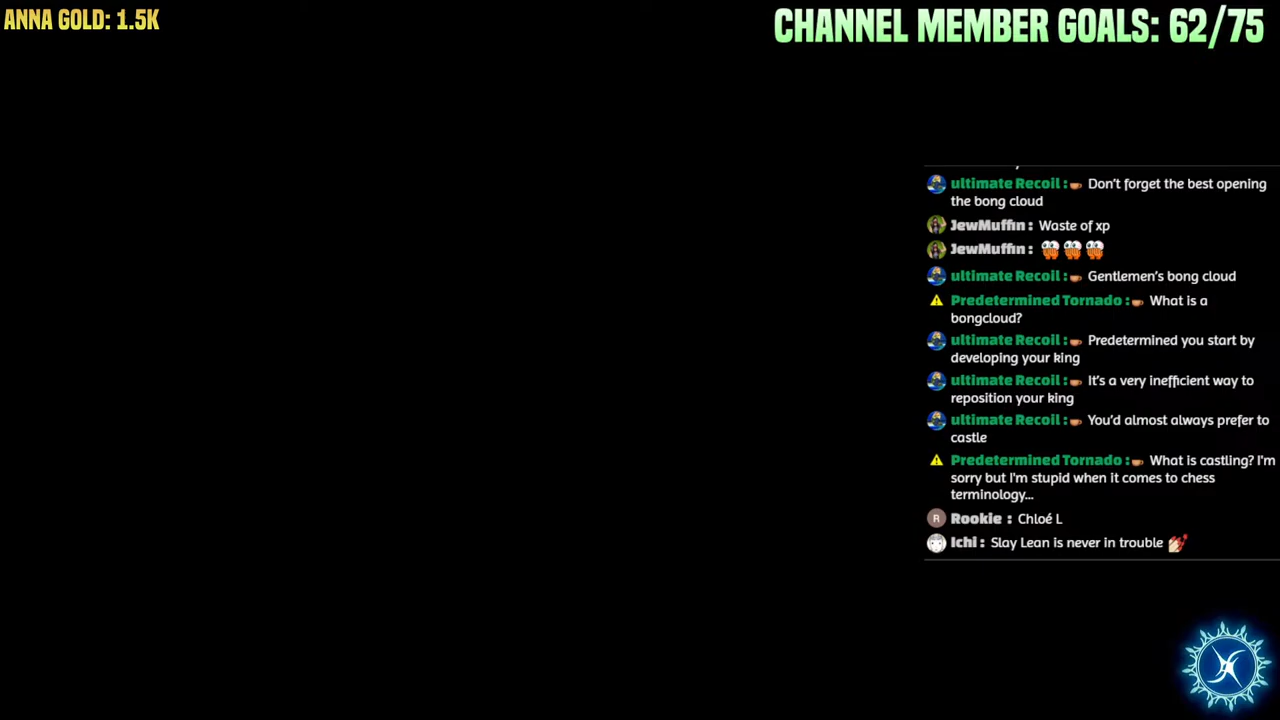 ANNA GOLD: 1.5K
CHANNEL MEMBER GOALS: 62/75
ultimate Recoil : Don't forget the best opening
the bong cloud
JewMuffin : Waste of xp
JewMuffin :
ultimate Recoil : Gentlemen's bong cloud
Predetermined Tornado : What is a
bongcloud?
ultimate Recoil : Predetermined you start by
developing your king
ultimate Recoil : It's a very inefficient way to
reposition your king
ultimate Recoil : You'd almost always prefer to
castle
Predetermined Tornado : What is castling? I'm
sorry but I'm stupid when it comes to chess
terminology...
R Rookie : Chloé L
Ichi : Slay Lean is never in trouble